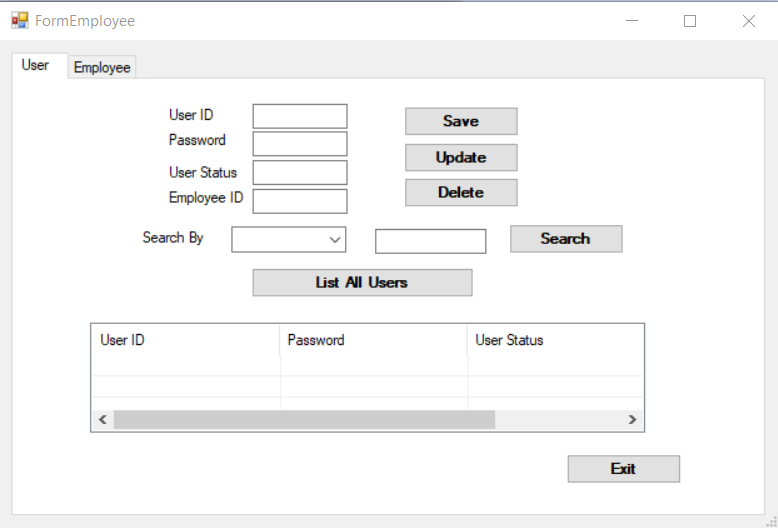 FormEmployee
User Employee
User ID
Save
Password
Update
User Status
Delete
Employee ID
Search By
Search
List All Users
User ID Password User Status
Exit